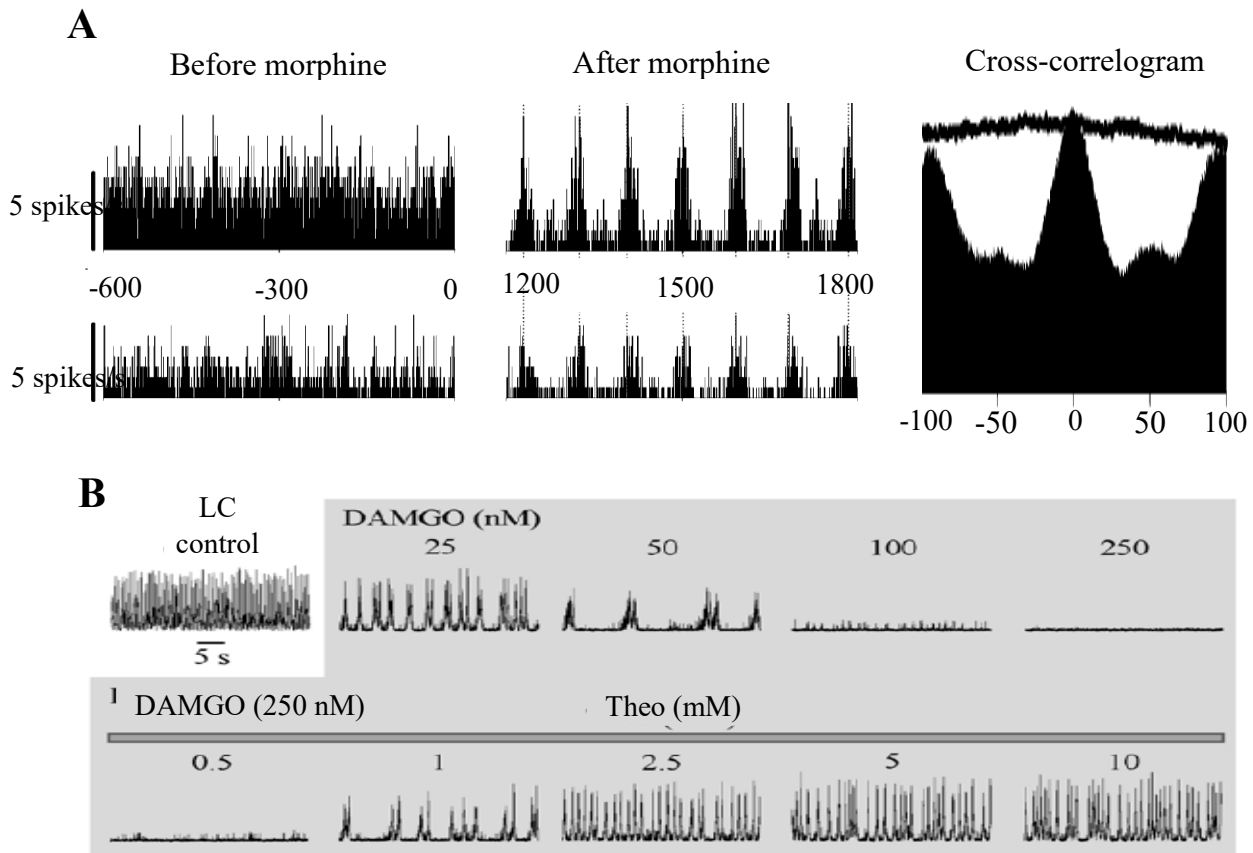 A
Before morphine
After morphine
Cross-correlogram
5 spikes
-600 -300 0
1200 1500 1800
5 spikes/s
-100 -50 0 50 100
B
LC
control
5 s
DAMGO (nM)
25 50 100 250
DAMGO (250 nM) Theo (mM)
0.5 1 2.5 5 10